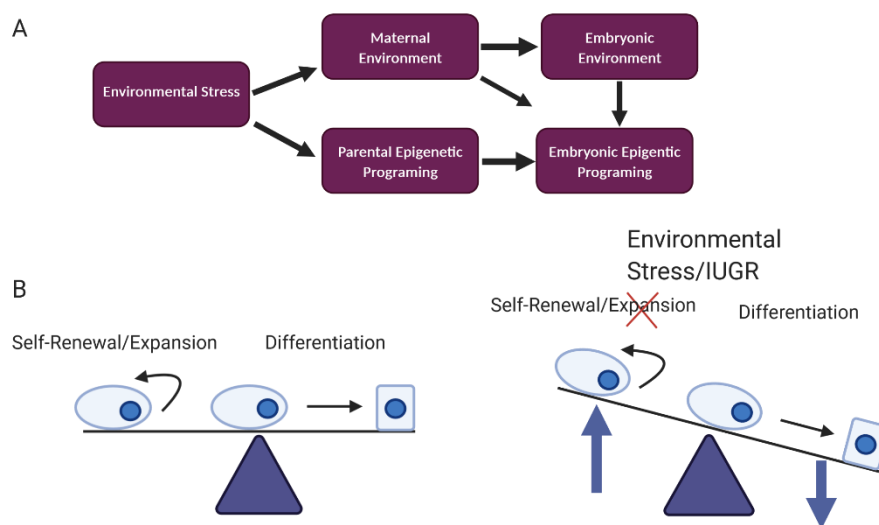 A
Environmental Stress
Maternal
Environment
Embryonic
Environment
Parental Epigenetic
Programing
Embryonic Epigentic
Programing
B
Self-Renewal/Expansion
Differentiation
Environmental
Stress/IUGR
Self-Renewal/Expansion
Differentiation